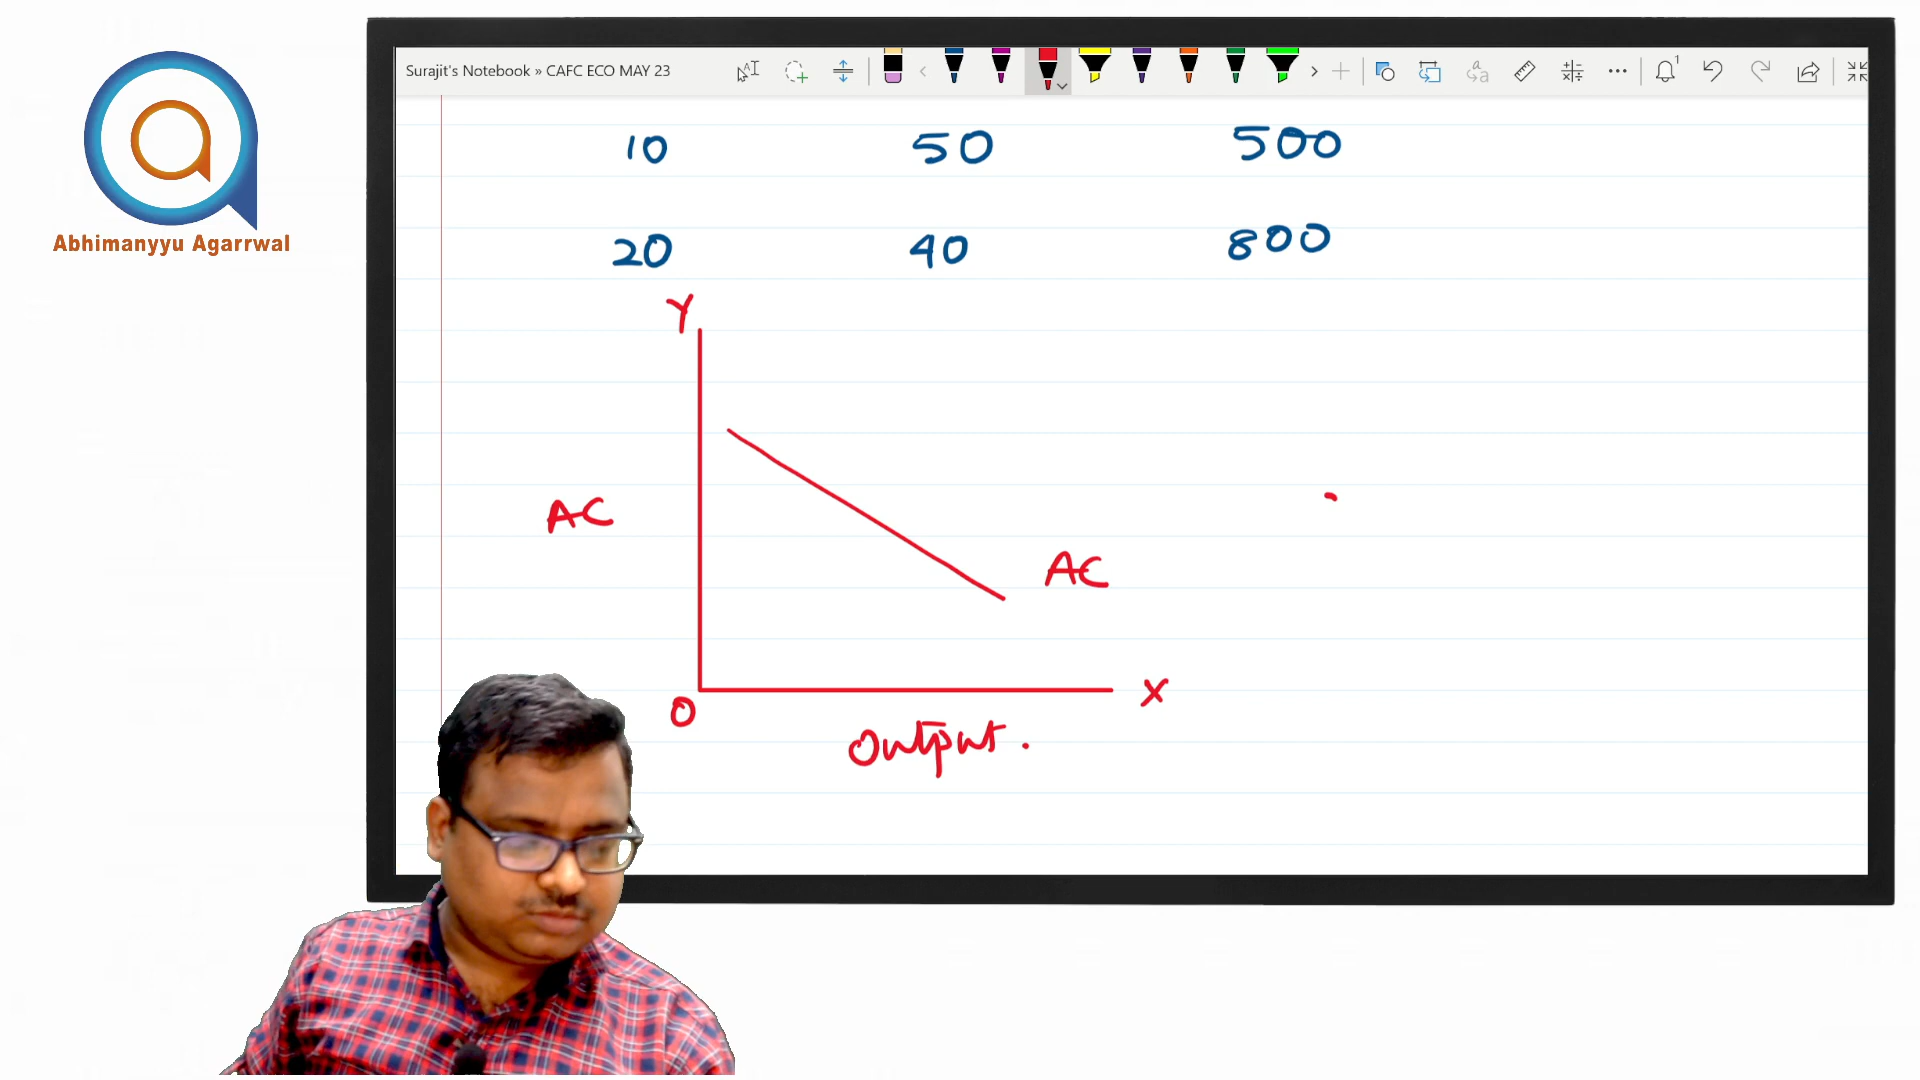 Surajit's Notebook » CAFC ECO MAY 23
Abhimanyyu Agarrwal
10 50 500
20 40 800
Y
AC
AC
O X
Output.